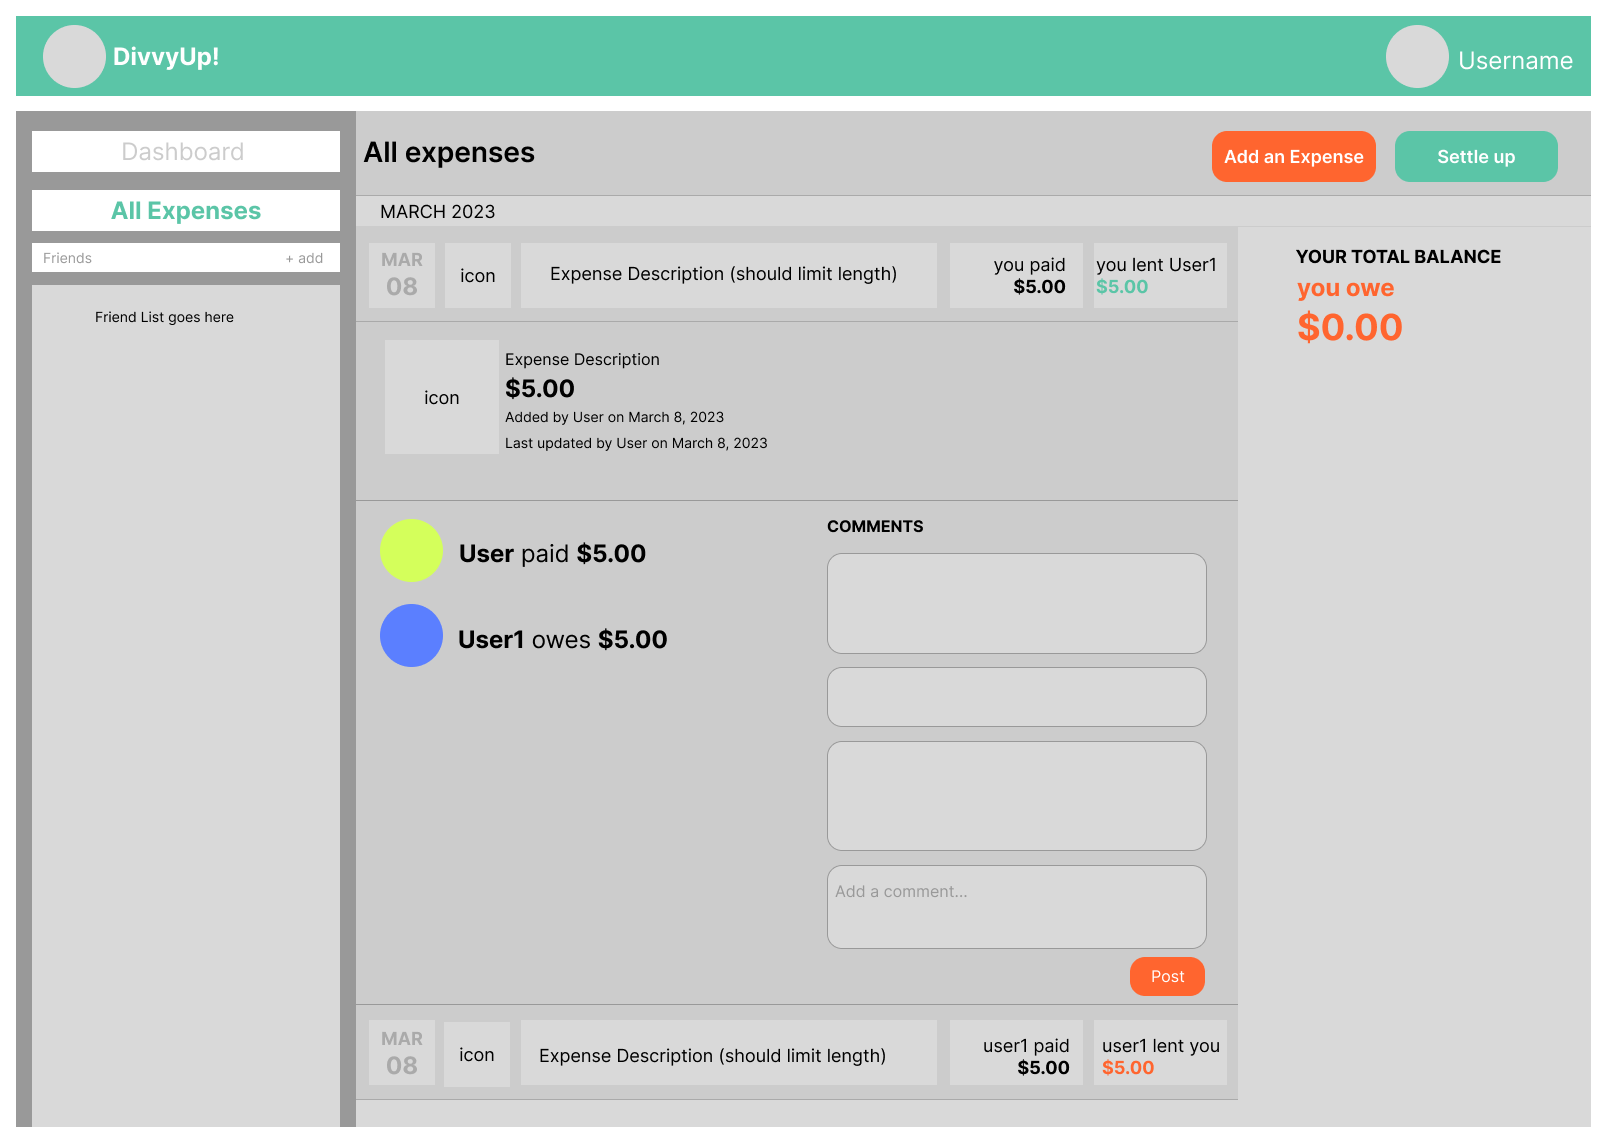 DivvyUp!
Username
Dashboard
All Expenses
Friends
+ add
Friend List goes here
All expenses
Add an Expense
Settle up
MARCH 2023
MAR
08
icon
Expense Description (should limit length)
you paid
$5.00
you lent User1
$5.00
YOUR TOTAL BALANCE
you owe
$0.00
icon
Expense Description
$5.00
Added by User on March 8, 2023
Last updated by User on March 8, 2023
User paid $5.00
User1 owes $5.00
COMMENTS
Add a comment...
Post
MAR
08
icon
Expense Description (should limit length)
user1 paid
$5.00
user1 lent you
$5.00